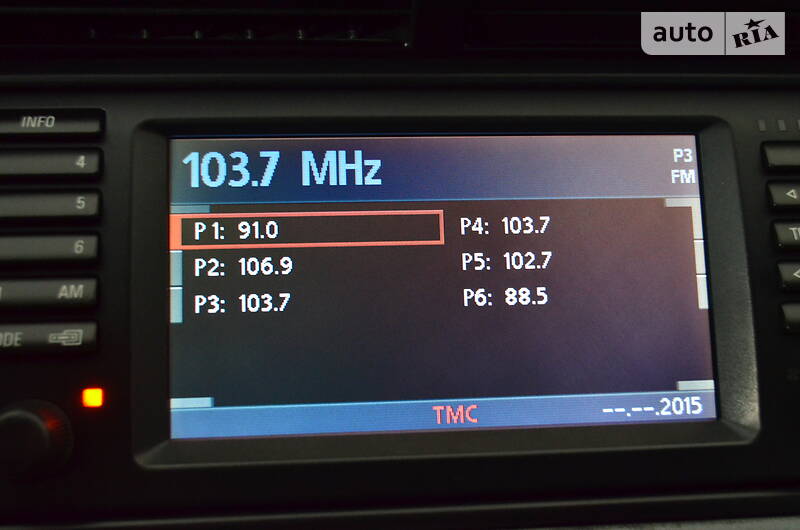 auto RIA
INFO
103.7 MHz
P3
FM
4
P1: 91.0
P4: 103.7
5
P2: 106.9
P5: 102.7
6
P3: 103.7
P6: 88.5
AM
TMC
--.--.2015